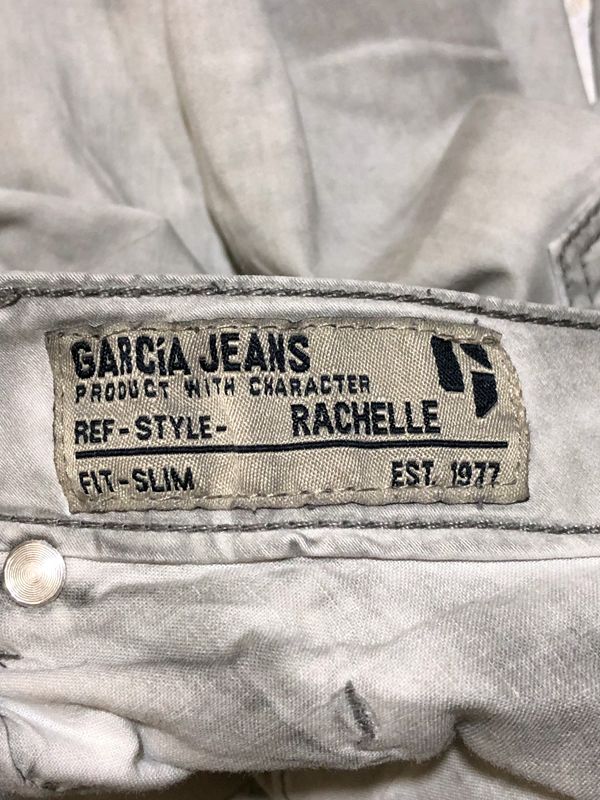 GARCíA JEANS
PRODUCT WITH CHARACTER
REF-STYLE- RACHELLE
FIT-SLIM EST. 1977